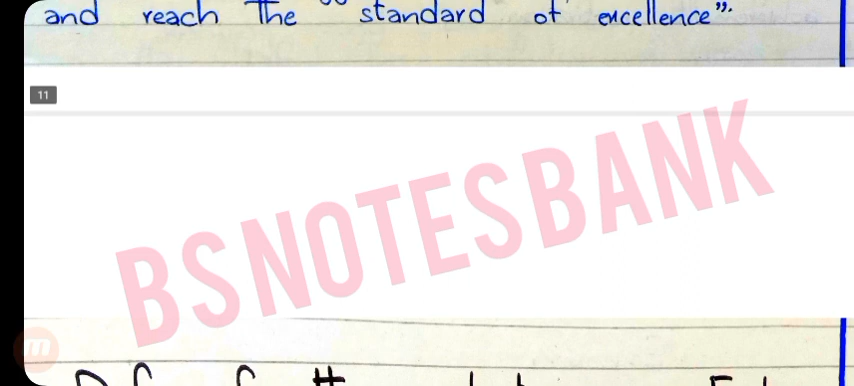 and reach The “ standard of excellence”.
11
BSNOTESBANK
m